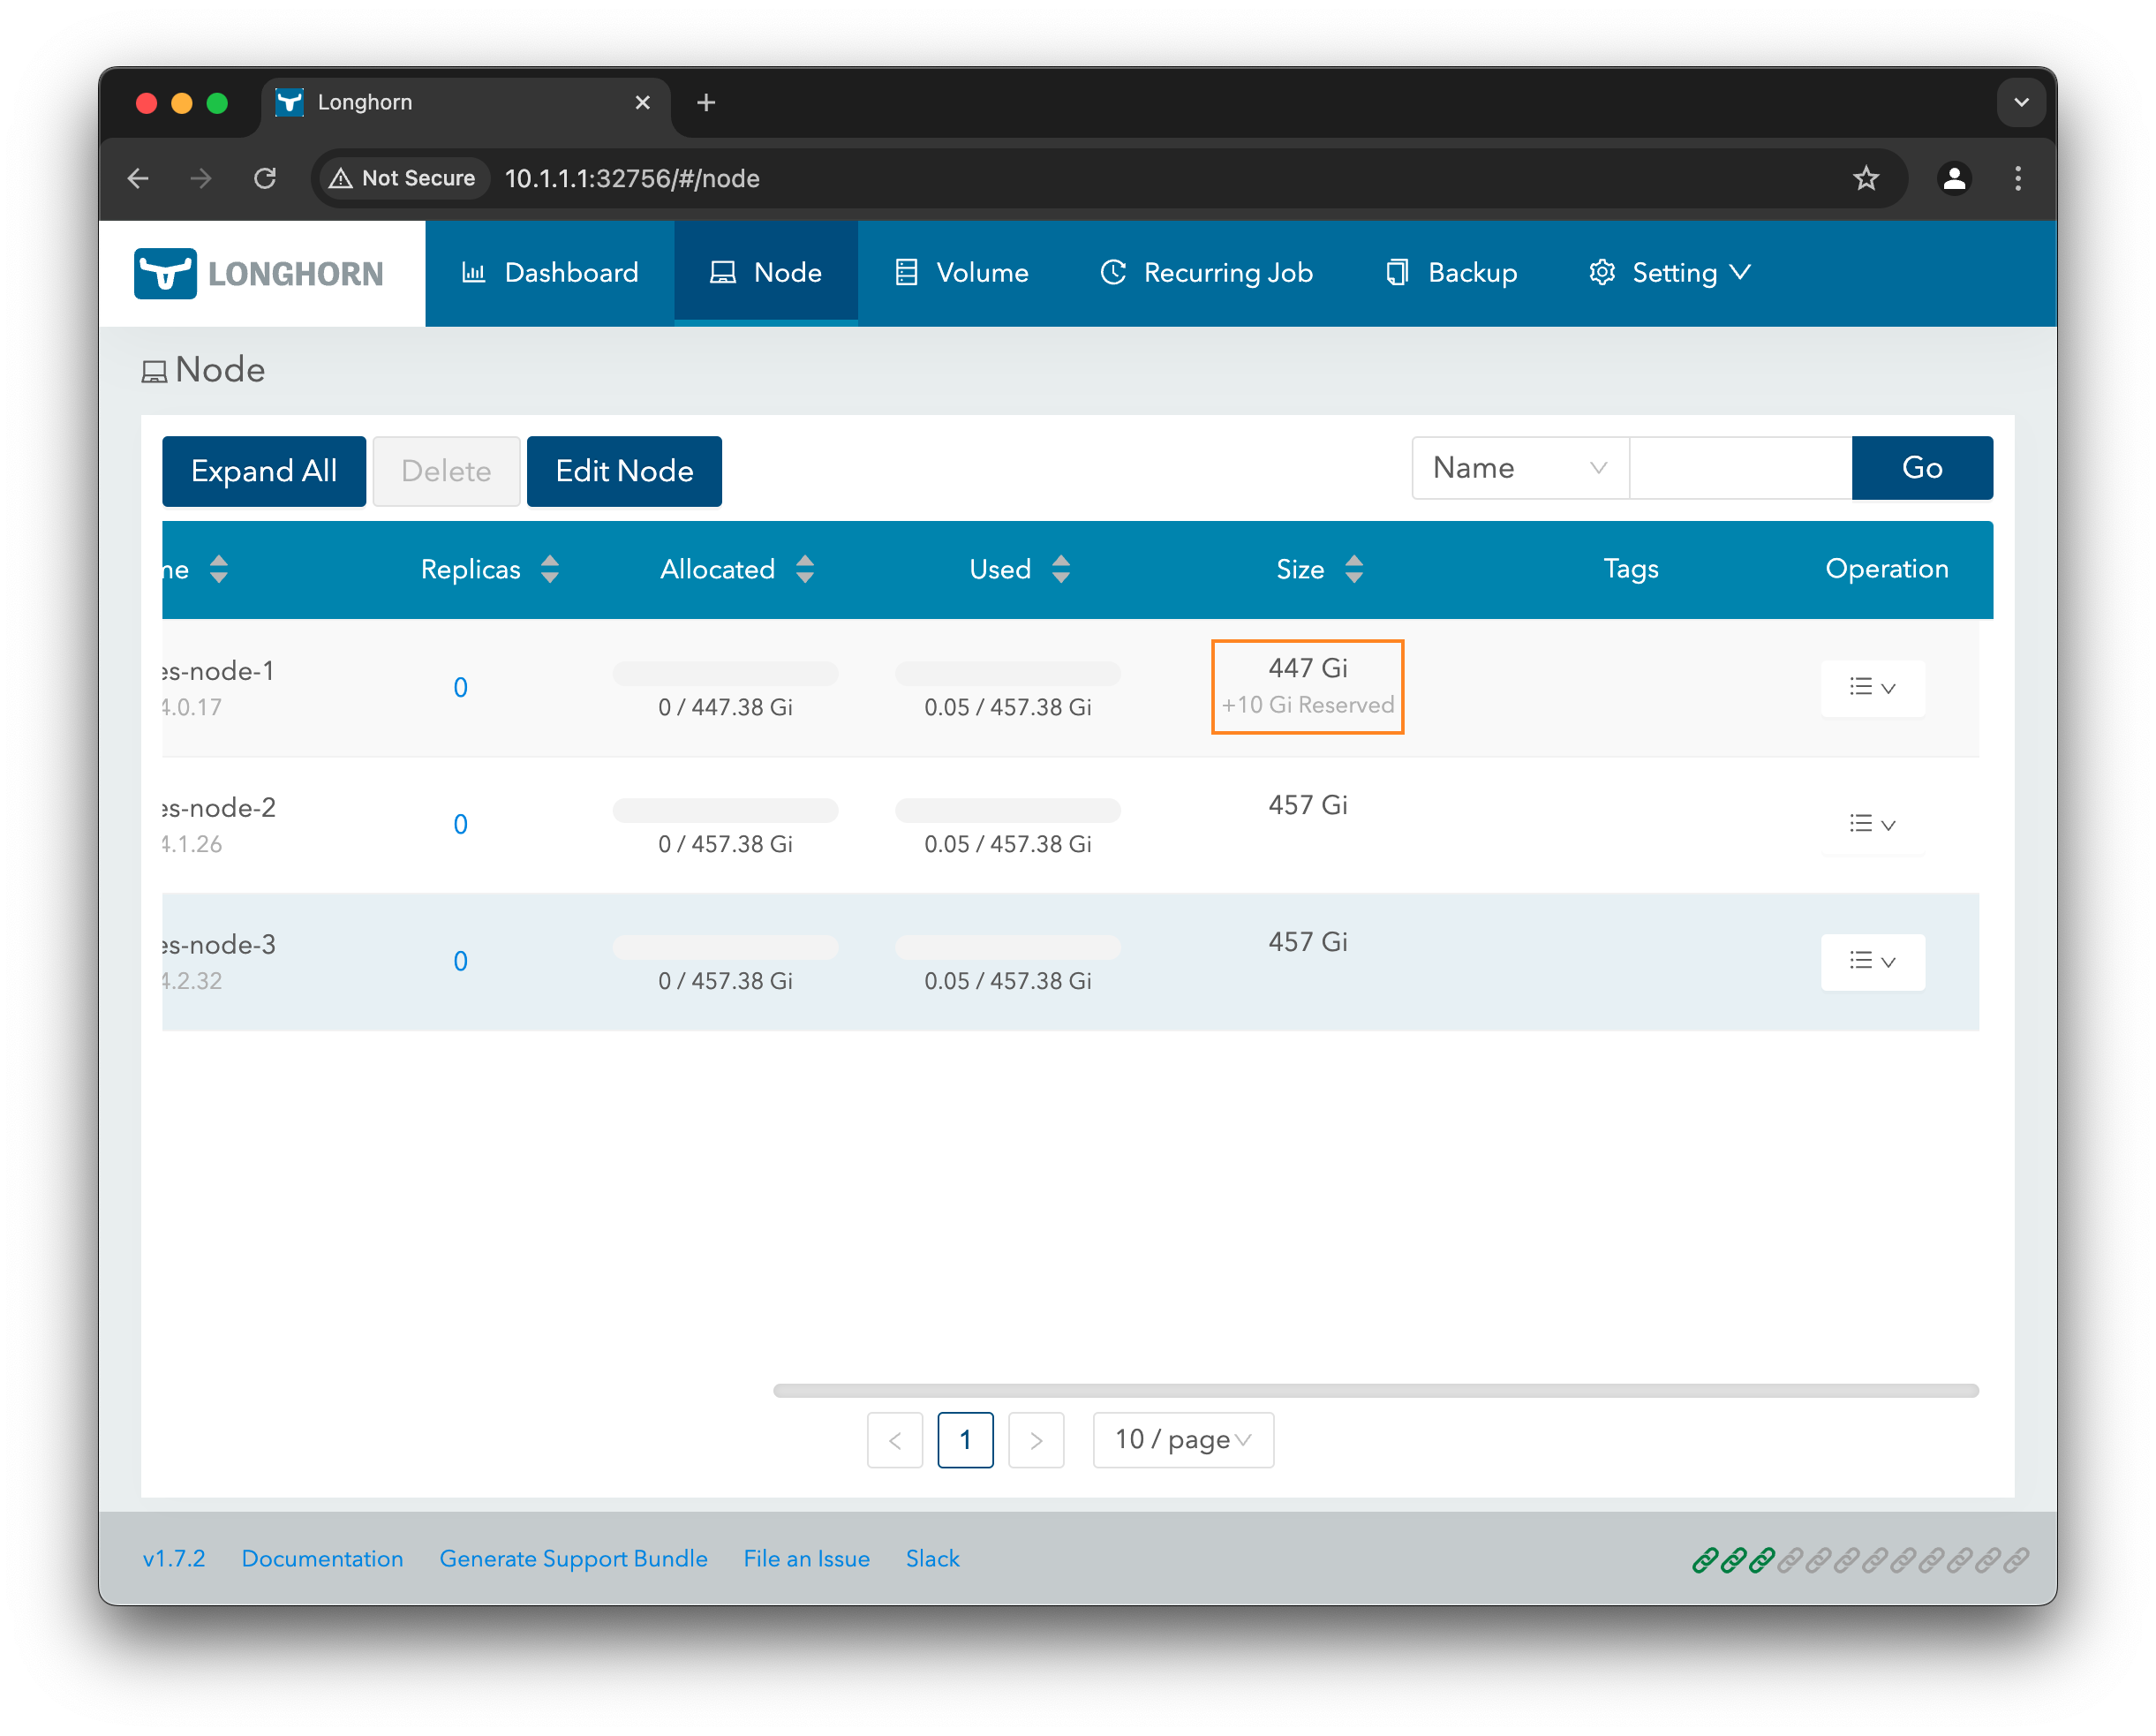 Longhorn
Not Secure 10.1.1.1:32756/#/node
LONGHORN Dashboard Node Volume Recurring Job Backup Setting
Node
Expand All Delete Edit Node Name Go
me Replicas Allocated Used Size Tags Operation
es-node-1 0 0 / 447.38 Gi 0.05 / 457.38 Gi 447 Gi
4.0.17 +10 Gi Reserved
es-node-2 0 0 / 457.38 Gi 0.05 / 457.38 Gi 457 Gi
4.1.26
es-node-3 0 0 / 457.38 Gi 0.05 / 457.38 Gi 457 Gi
4.2.32
< 1 > 10 / page
v1.7.2 Documentation Generate Support Bundle File an Issue Slack